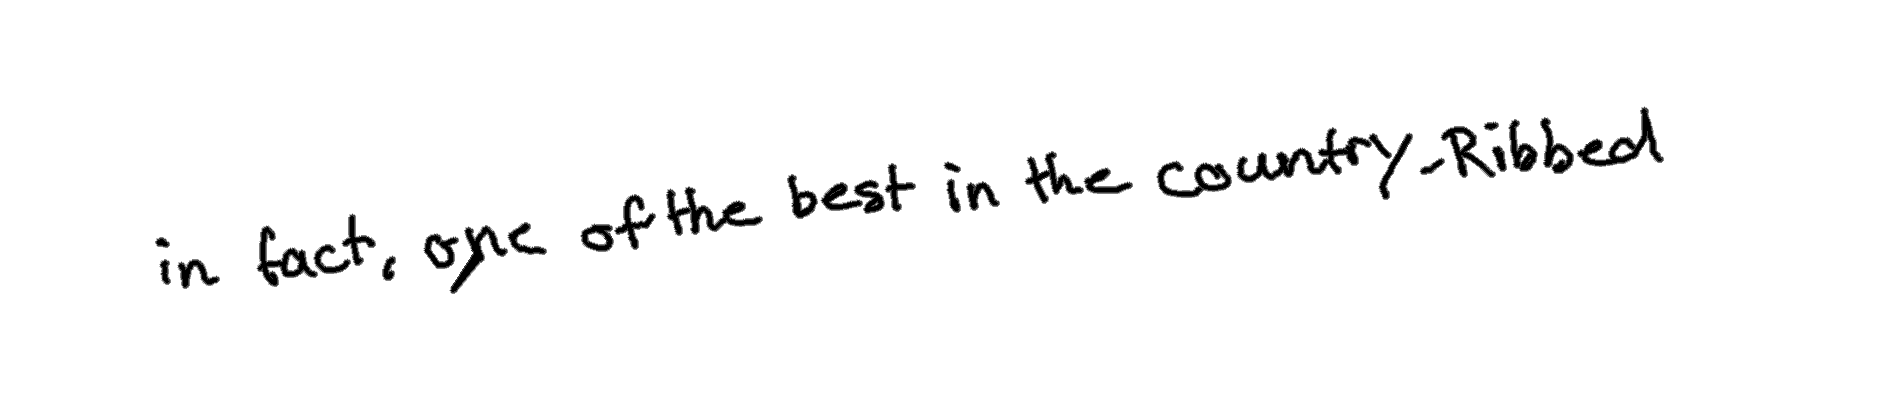 in fact, one of the best in the country-Ribbed